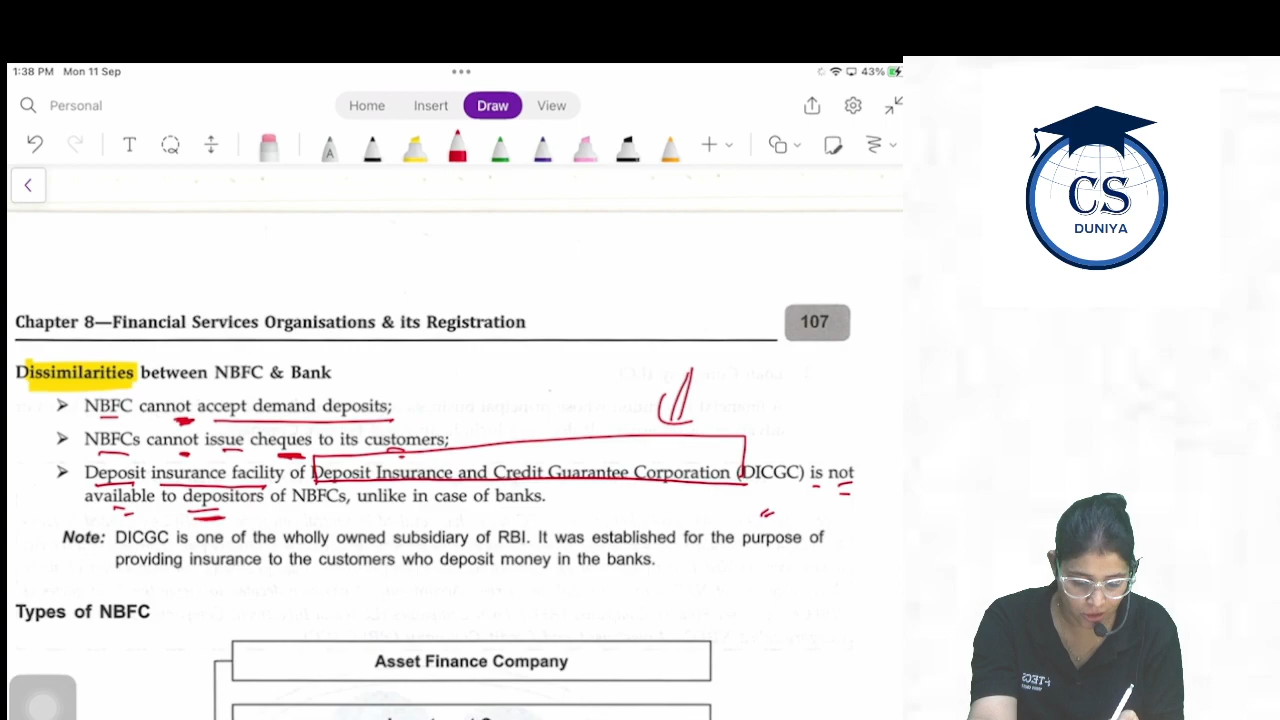 1:38 PM Mon 11 Sep
43%
Personal
Home Insert Draw View
T
A
CS
DUNIYA
Chapter 8—Financial Services Organisations & its Registration
107
Dissimilarities between NBFC & Bank
➢ NBFC cannot accept demand deposits;
➢ NBFCs cannot issue cheques to its customers;
➢ Deposit insurance facility of Deposit Insurance and Credit Guarantee Corporation (DICGC) is not
available to depositors of NBFCs, unlike in case of banks.
Note: DICGC is one of the wholly owned subsidiary of RBI. It was established for the purpose of
providing insurance to the customers who deposit money in the banks.
Types of NBFC
Asset Finance Company